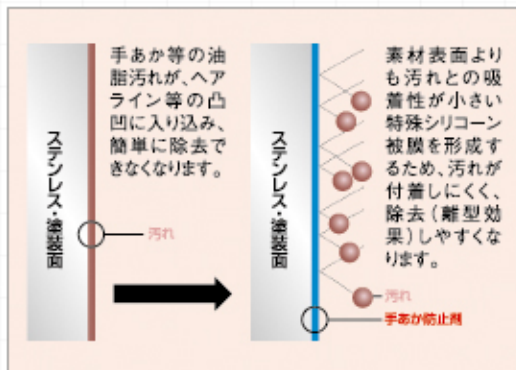 手あか等の油
脂汚れが、ヘア
ライン等の凸
凹に入り込み、
簡単に除去で
きなくなります。
ステンレス・塗装面
汚れ
素材表面より
も汚れとの吸
着性が小さい
特殊シリコーン
被膜を形成す
るため、汚れが
付着しにくく、
除去(離型効
果)しやすくな
ります。
ステンレス・塗装面
汚れ
手あか防止剤